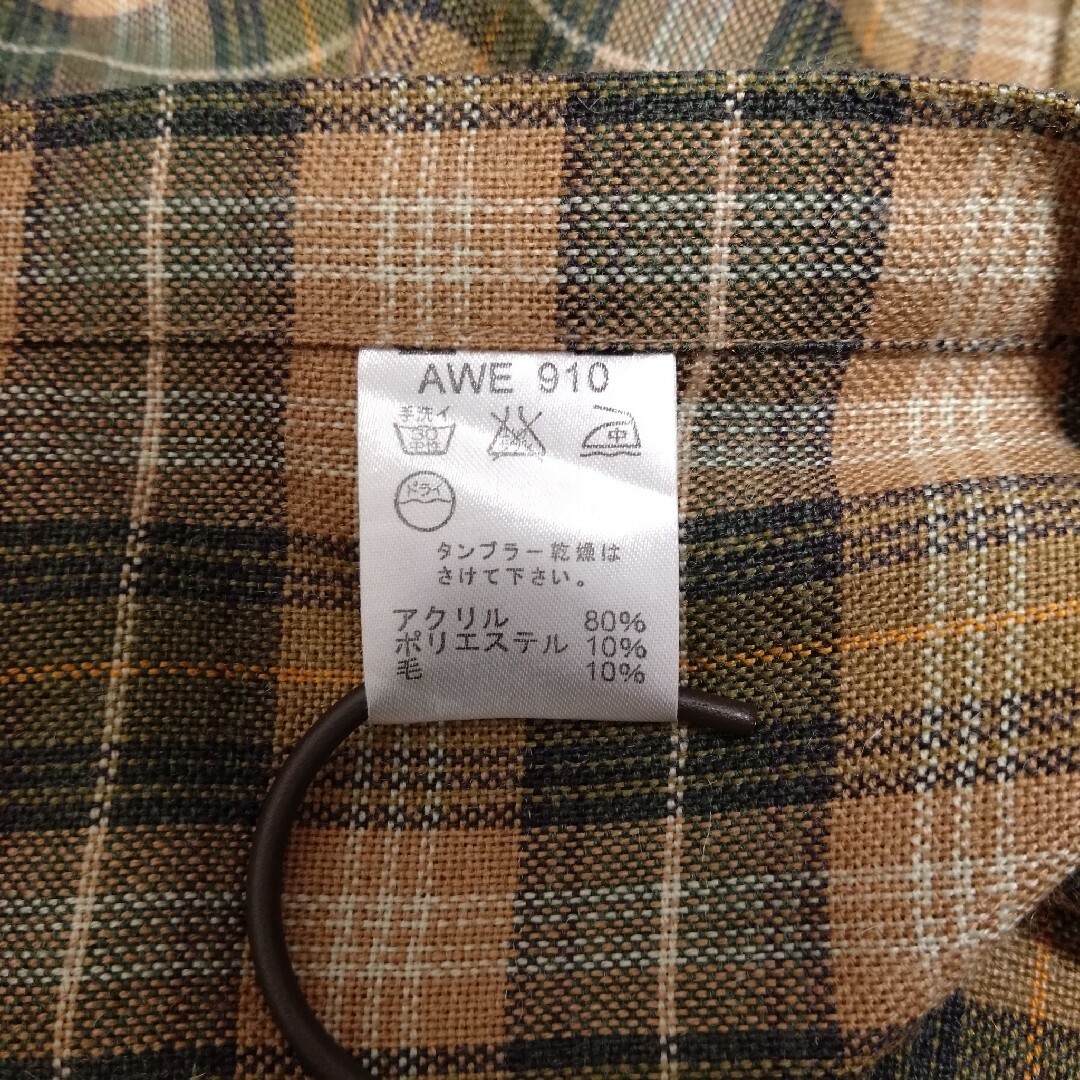 AWE 910
手洗イ
30
中
ドライ
タンブラー乾燥は
さけて下さい。
アクリル 80%
ポリエステル 10%
毛 10%